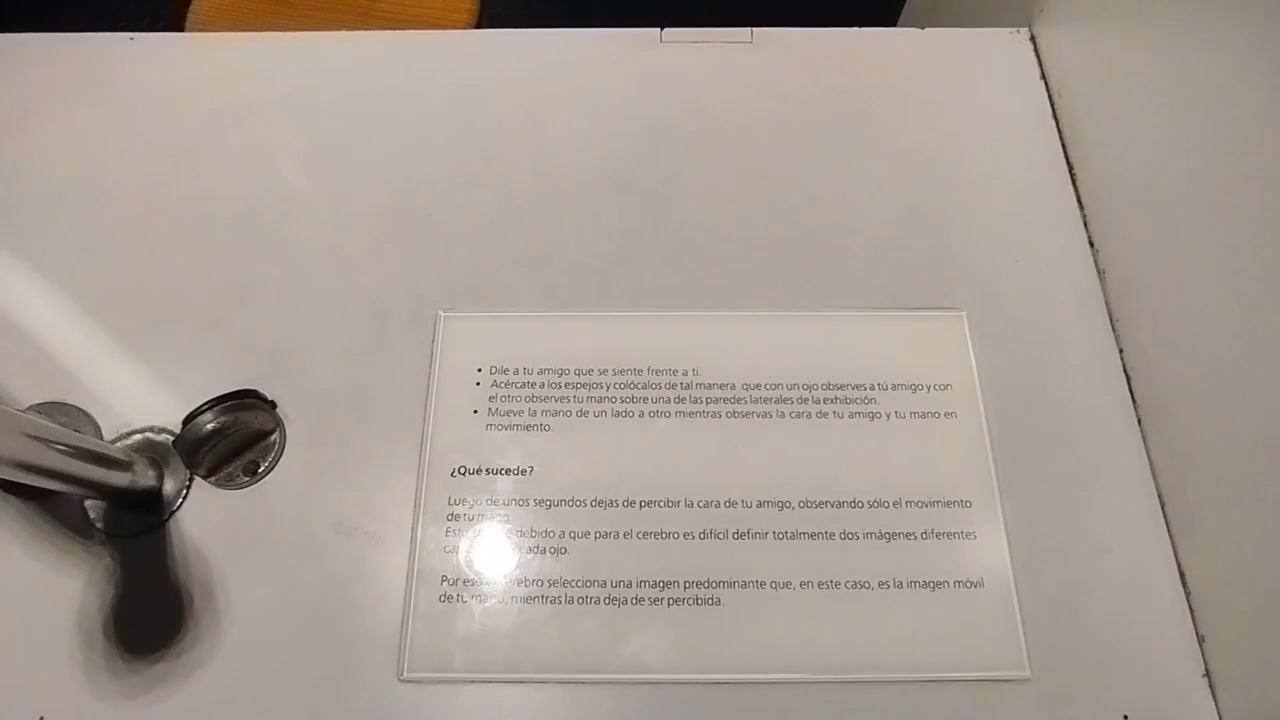 • Dile a tu amigo que se siente frente a ti.
• Acércate a los espejos y colócalos de tal manera que con un ojo observes a tú amigo y con
el otro observes tu mano sobre una de las paredes laterales de la exhibición.
• Mueve la mano de un lado a otro mientras observas la cara de tu amigo y tu mano en
movimiento.
¿Qué sucede?
Luego de unos segundos dejas de percibir la cara de tu amigo, observando sólo el movimiento
de tu mano.
Esto debido a que para el cerebro es difícil definir totalmente dos imágenes diferentes
cada ojo.
Por eso cerebro selecciona una imagen predominante que, en este caso, es la imagen móvil
de tu mano, mientras la otra deja de ser percibida.